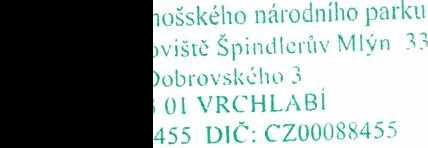 nošského národního parku
oviště Špindlerův Mlýn 33
Dobrovského 3
01 VRCHLABÍ
455 DIČ: CZ00088455